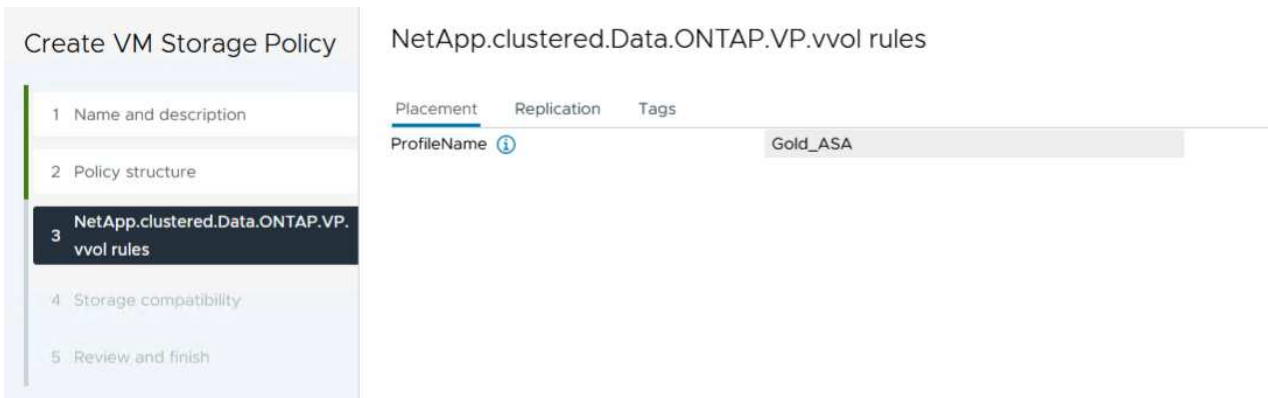 Create VM Storage Policy
1 Name and description
2 Policy structure
3 NetApp.clustered.Data.ONTAP.VP.
vvol rules
4 Storage compatibility
5 Review and finish
NetApp.clustered.Data.ONTAP.VP.vvol rules
Placement Replication Tags
ProfileName Gold_ASA